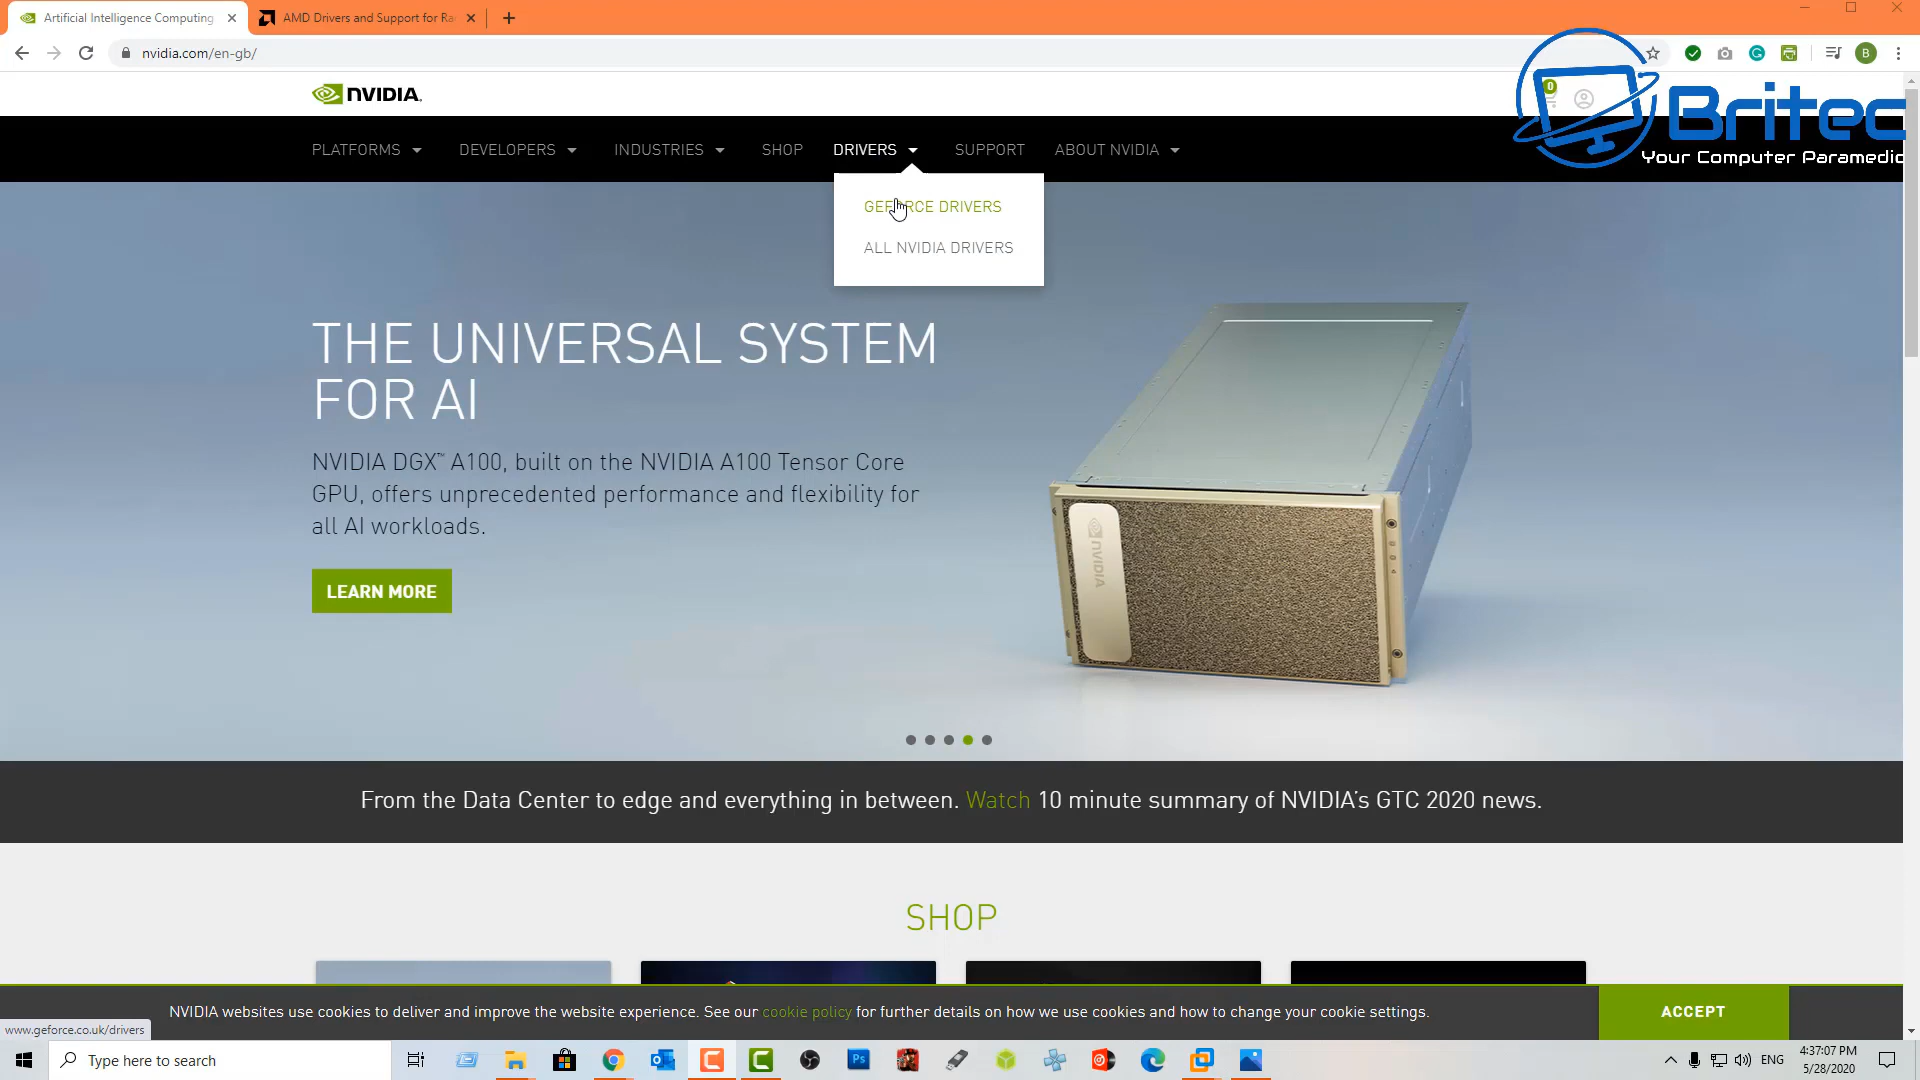 Artificial Intelligence Computing
AMD Drivers and Support for Ra
nvidia.com/en-gb/
B
NVIDIA.
0
Britec
Your Computer Paramedic
PLATFORMS
DEVELOPERS
INDUSTRIES
SHOP
DRIVERS
SUPPORT
ABOUT NVIDIA
GEFORCE DRIVERS
ALL NVIDIA DRIVERS
THE UNIVERSAL SYSTEM
FOR AI
NVIDIA DGX™ A100, built on the NVIDIA A100 Tensor Core
GPU, offers unprecedented performance and flexibility for
all AI workloads.
LEARN MORE
NVIDIA
From the Data Center to edge and everything in between. Watch 10 minute summary of NVIDIA's GTC 2020 news.
SHOP
NVIDIA websites use cookies to deliver and improve the website experience. See our cookie policy for further details on how we use cookies and how to change your cookie settings.
ACCEPT
www.geforce.co.uk/drivers
Type here to search
Ps
ENG
4:37:07 PM
5/28/2020